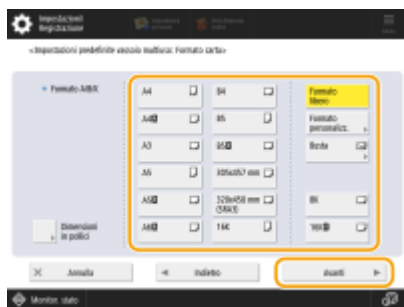 Impostazioni
Registrazione
<Impostazioni predefinite vassoio multiuso: Formato carta>
Formato A/B/K
A4
B4
Formato
libero
A4R
B5
Formato
personalizz.
A3
B5R
Busta
A5
305x457 mm
A5R
320x450 mm
(SRA3)
8K
A6R
16K
16KR
Dimensioni
in pollici
Annulla
Indietro
Avanti
Monitor. stato